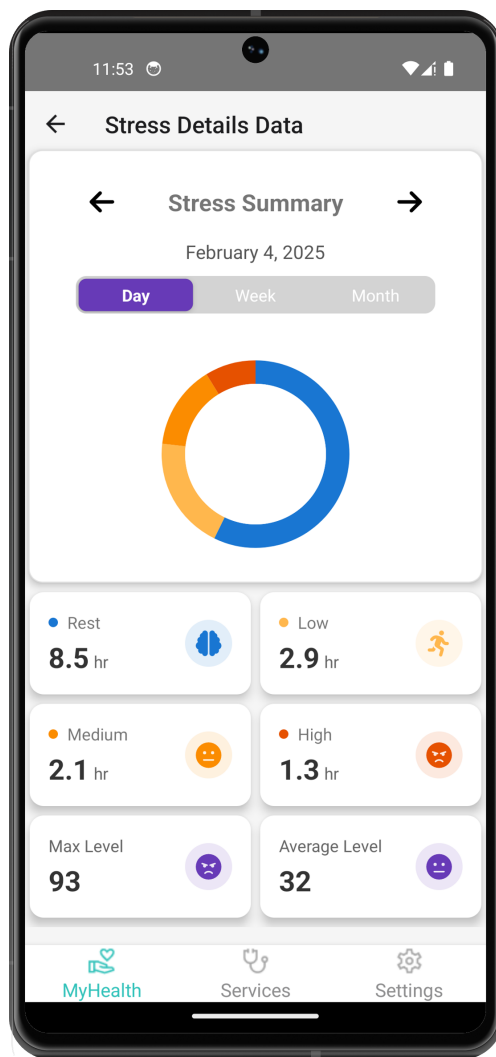 11:53
Stress Details Data
Stress Summary
February 4, 2025
Day Week Month
Rest
8.5 hr
Low
2.9 hr
Medium
2.1 hr
High
1.3 hr
Max Level
93
Average Level
32
MyHealth Services Settings